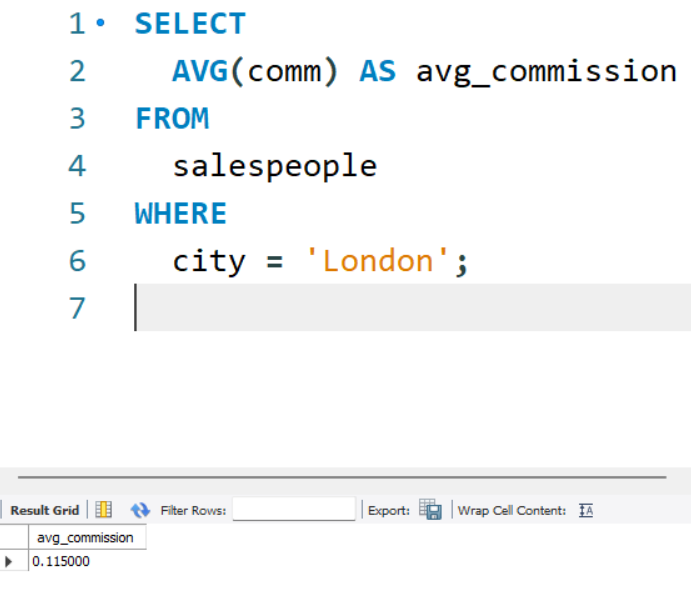 1 SELECT
2 AVG(comm) AS avg_commission
3 FROM
4 salespeople
5 WHERE
6 city = 'London';
7
Result Grid Filter Rows: Export: Wrap Cell Content: IA
avg_commission
0.115000